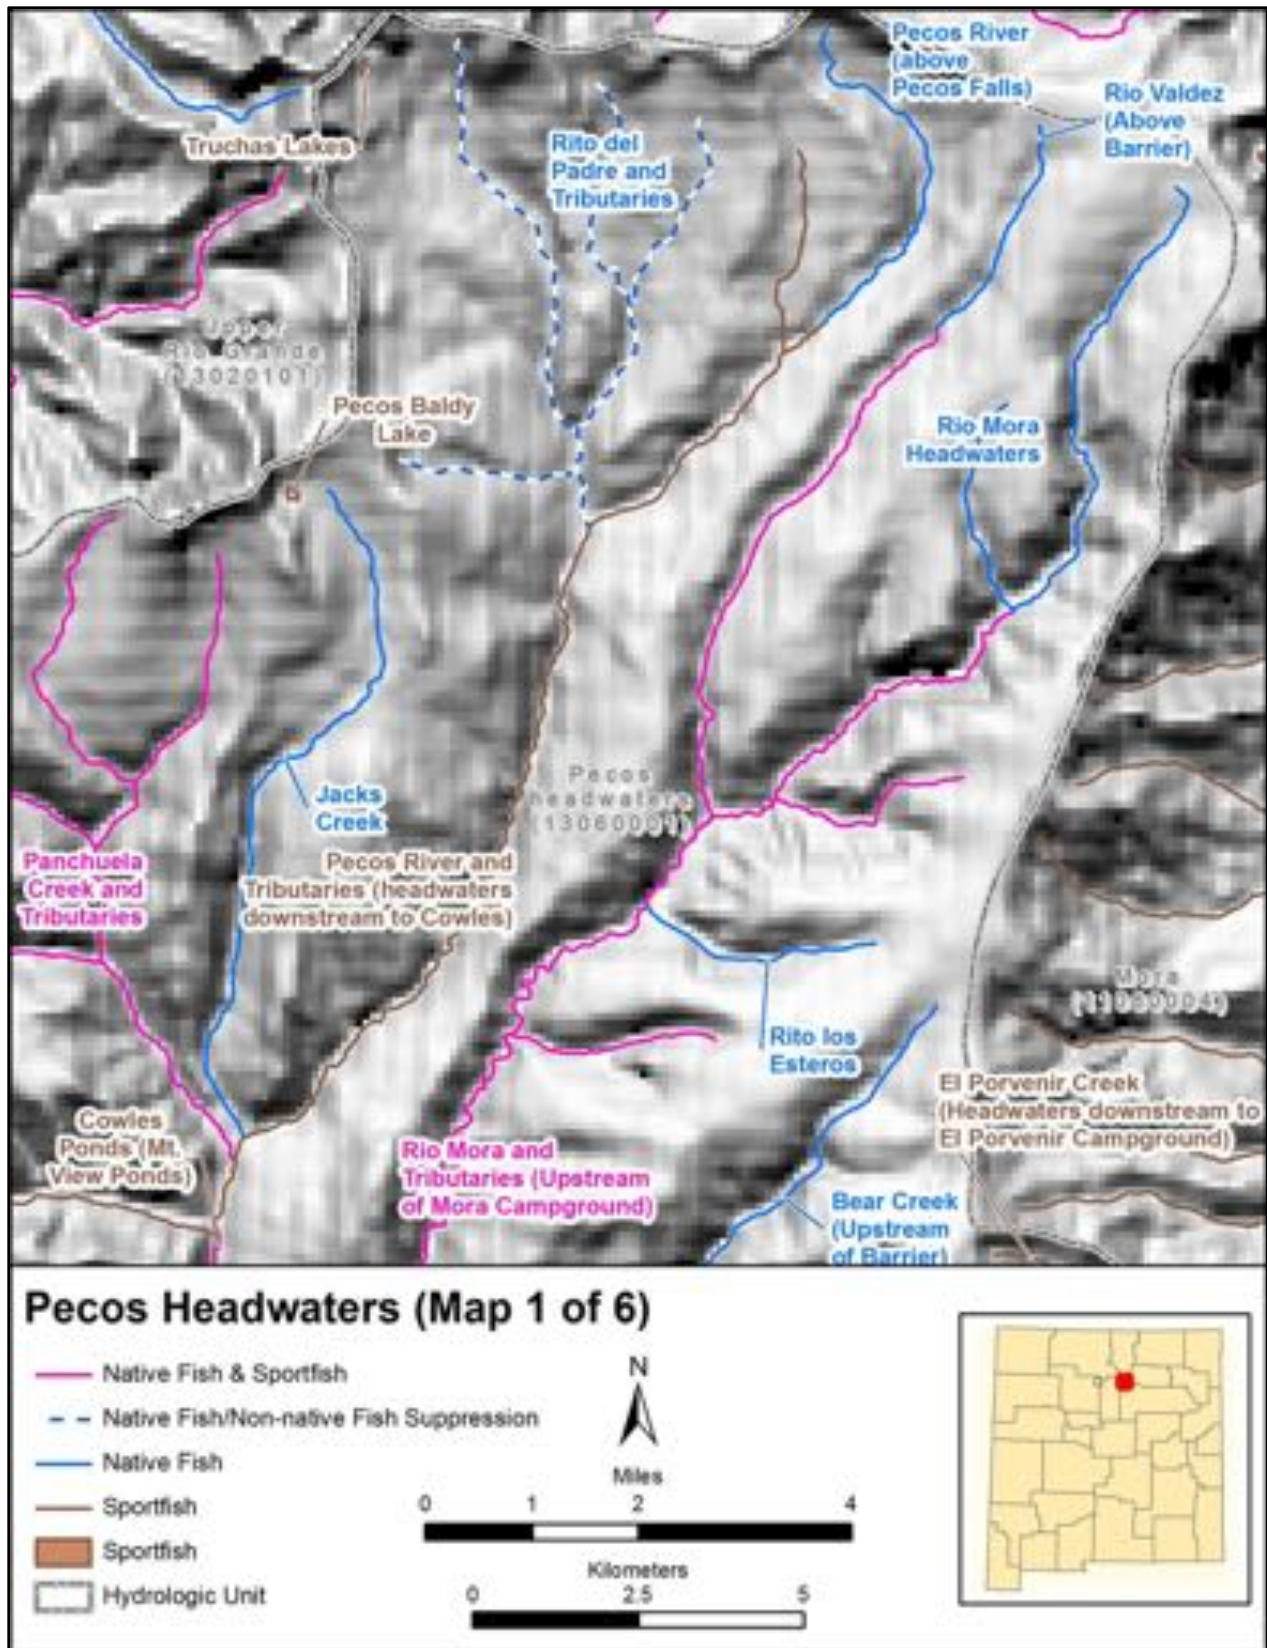 Pecos River
(above
Pecos Falls)
Rio Valdez
(Above
Barrier)
Truchas Lakes
Rito del
Padre and
Tributaries
Upper
Rio Grande
(13020101)
Pecos Baldy
Lake
Rio Mora
Headwaters
Jacks
Creek
Pecos
headwaters
(13060001)
Panchuela
Creek and
Tributaries
Pecos River and
Tributaries (headwaters
downstream to Cowles)
Mora
(11080004)
Rito los
Esteros
El Porvenir Creek
(Headwaters downstream to
El Porvenir Campground)
Cowles
Ponds (Mt.
View Ponds)
Rio Mora and
Tributaries (Upstream
of Mora Campground)
Bear Creek
(Upstream
of Barrier)
Pecos Headwaters (Map 1 of 6)
Native Fish & Sportfish
Native Fish/Non-native Fish Suppression
Native Fish
Sportfish
Sportfish
Hydrologic Unit
N
Miles
0 1 2 4
Kilometers
0 2.5 5